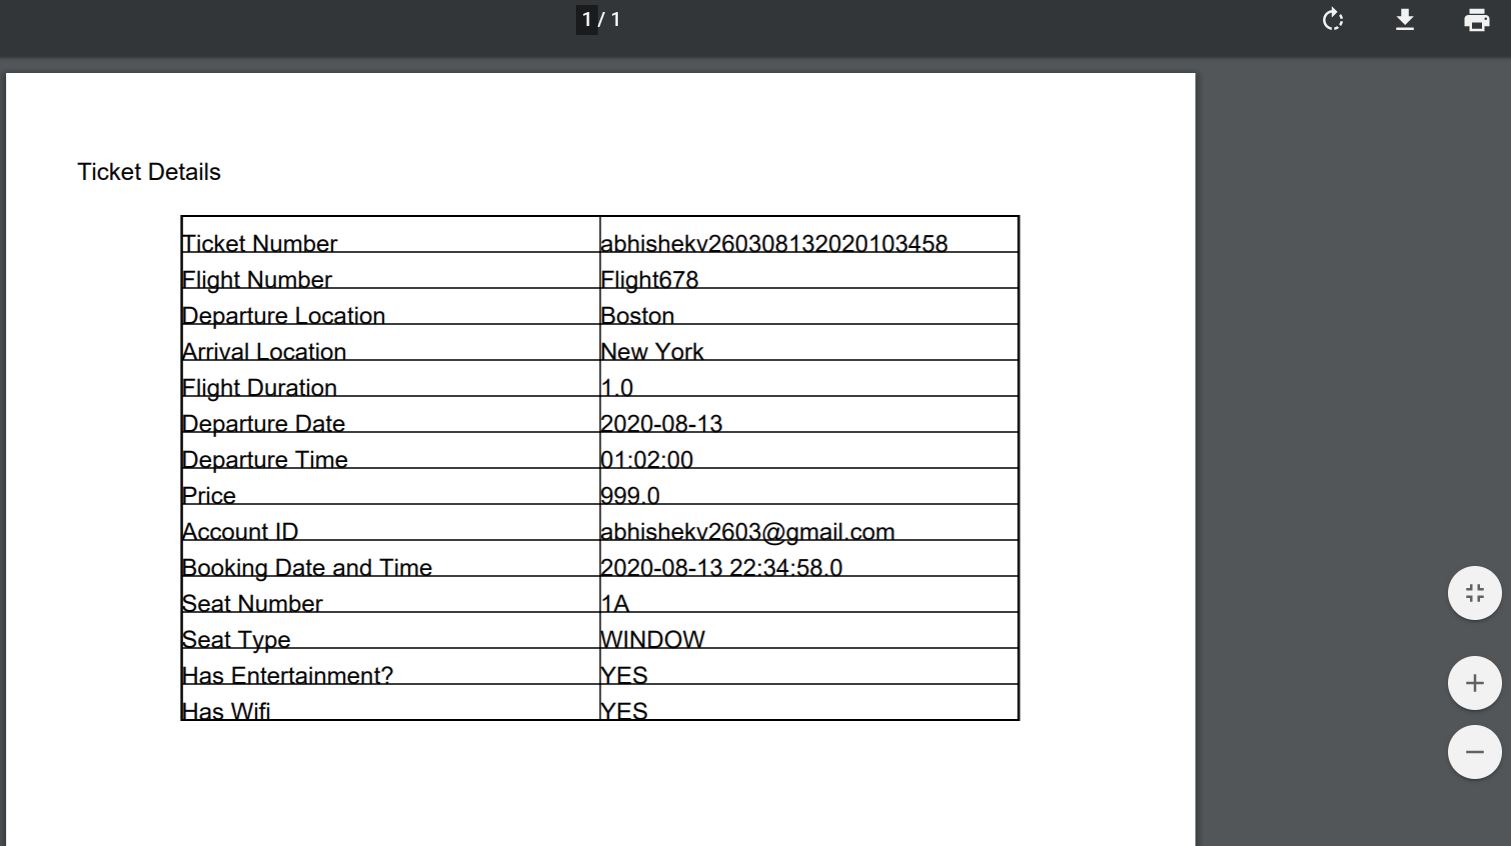 1 / 1
Ticket Details
Ticket Number abhishekv260308132020103458
Flight Number Flight678
Departure Location Boston
Arrival Location New York
Flight Duration 1.0
Departure Date 2020-08-13
Departure Time 01:02:00
Price 999.0
Account ID abhishekv2603@gmail.com
Booking Date and Time 2020-08-13 22:34:58.0
Seat Number 1A
Seat Type WINDOW
Has Entertainment? YES
Has Wifi YES